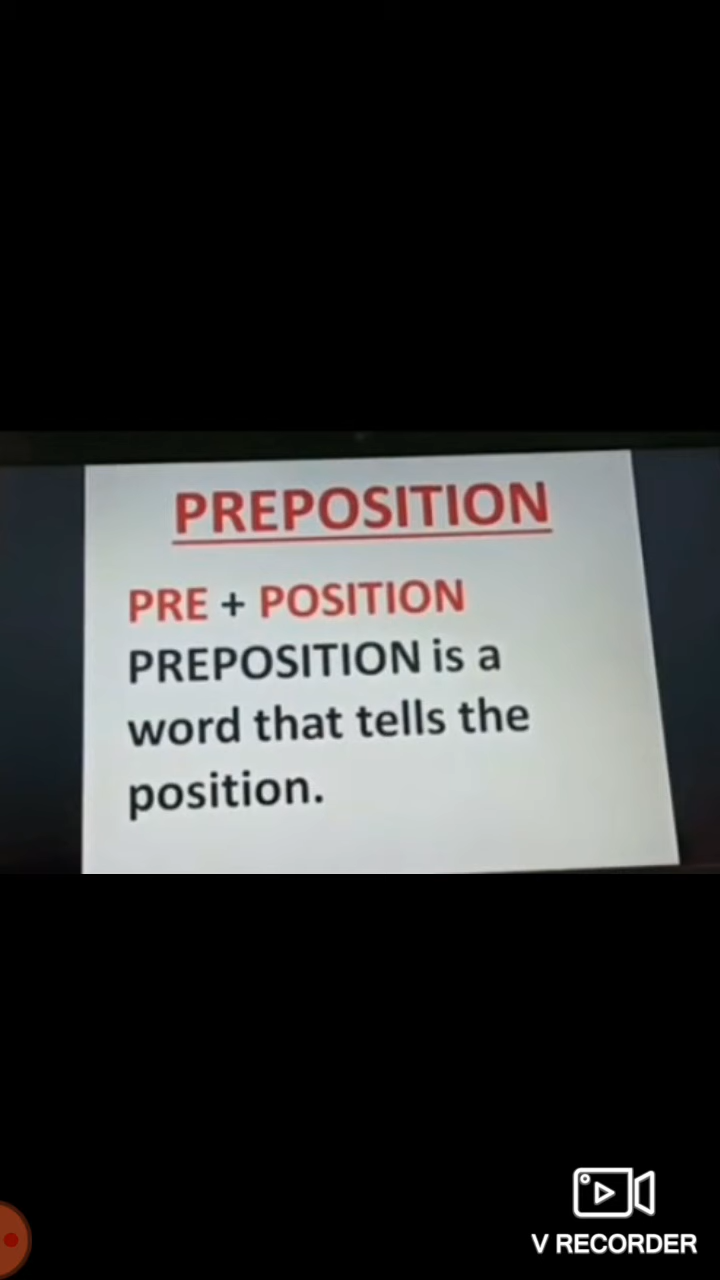 PREPOSITION
PRE + POSITION
PREPOSITION is a
word that tells the
position.
V RECORDER